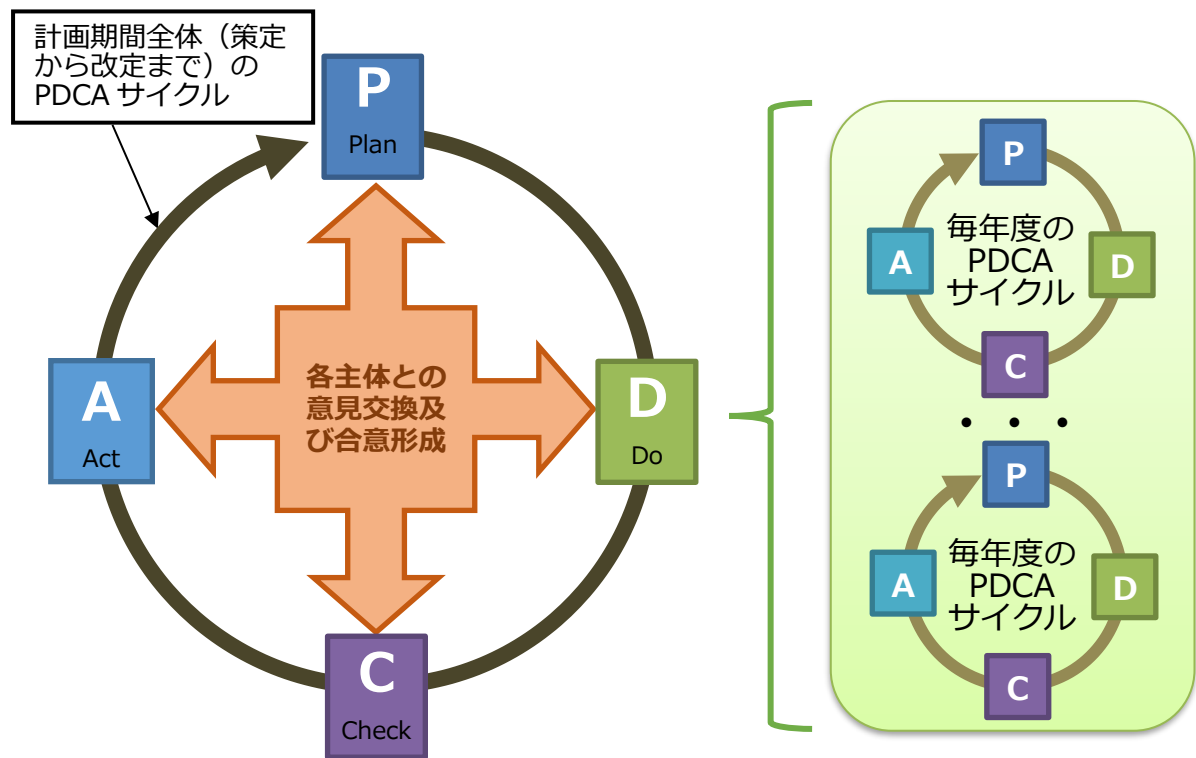 計画期間全体（策定
から改定まで）の
PDCA サイクル
P
Plan
A
Act
各主体との
意見交換及
び合意形成
D
Do
C
Check
P
A
毎年度の
PDCA
サイクル
D
C
・・・
P
A
毎年度の
PDCA
サイクル
D
C